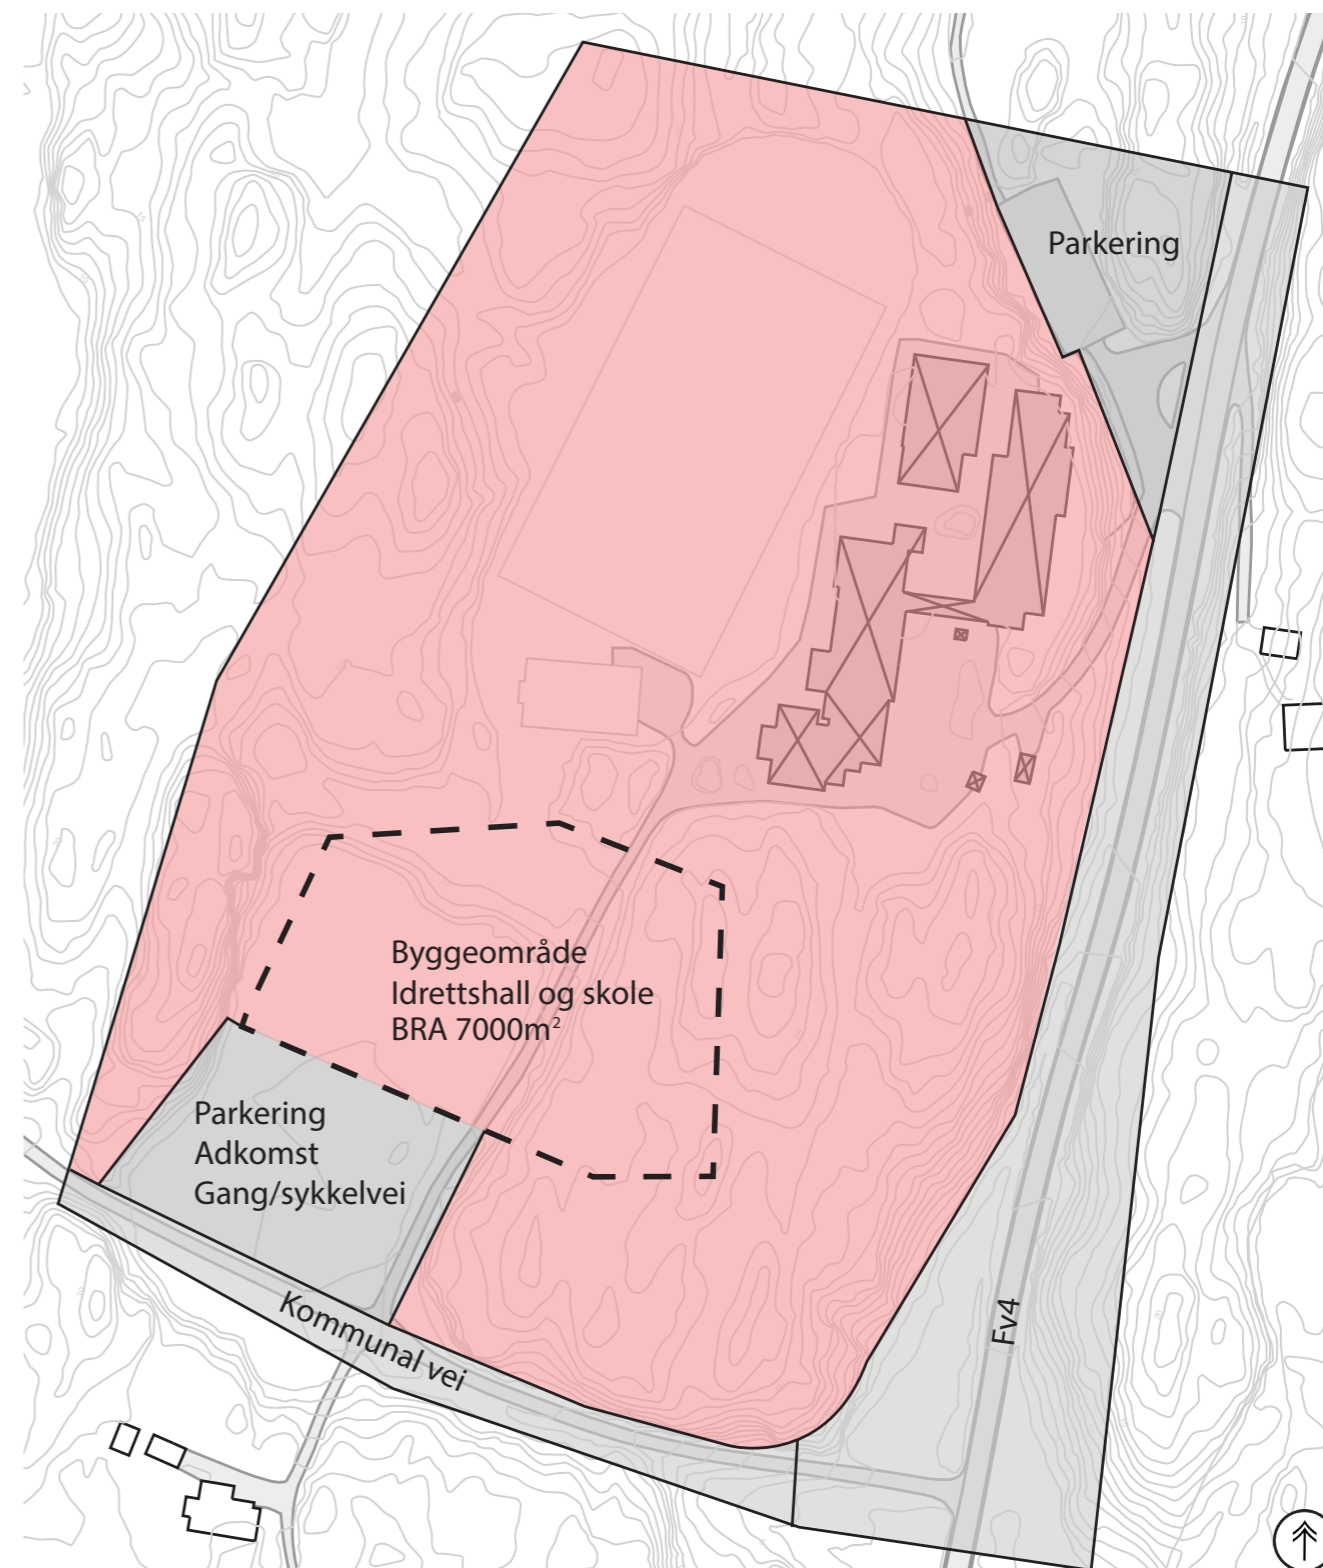 Parkering
Byggeområde
Idrettshall og skole
BRA 7000m²
Parkering
Adkomst
Gang/sykkelvei
Kommunal vei
Fv4